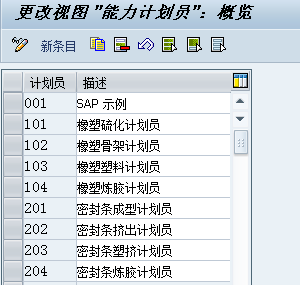 更改视图 "能力计划员": 概览
新条目
计划员 描述
001 SAP 示例
101 橡塑硫化计划员
102 橡塑骨架计划员
103 橡塑塑料计划员
104 橡塑炼胶计划员
201 密封条成型计划员
202 密封条挤出计划员
203 密封条塑挤计划员
204 密封条炼胶计划员